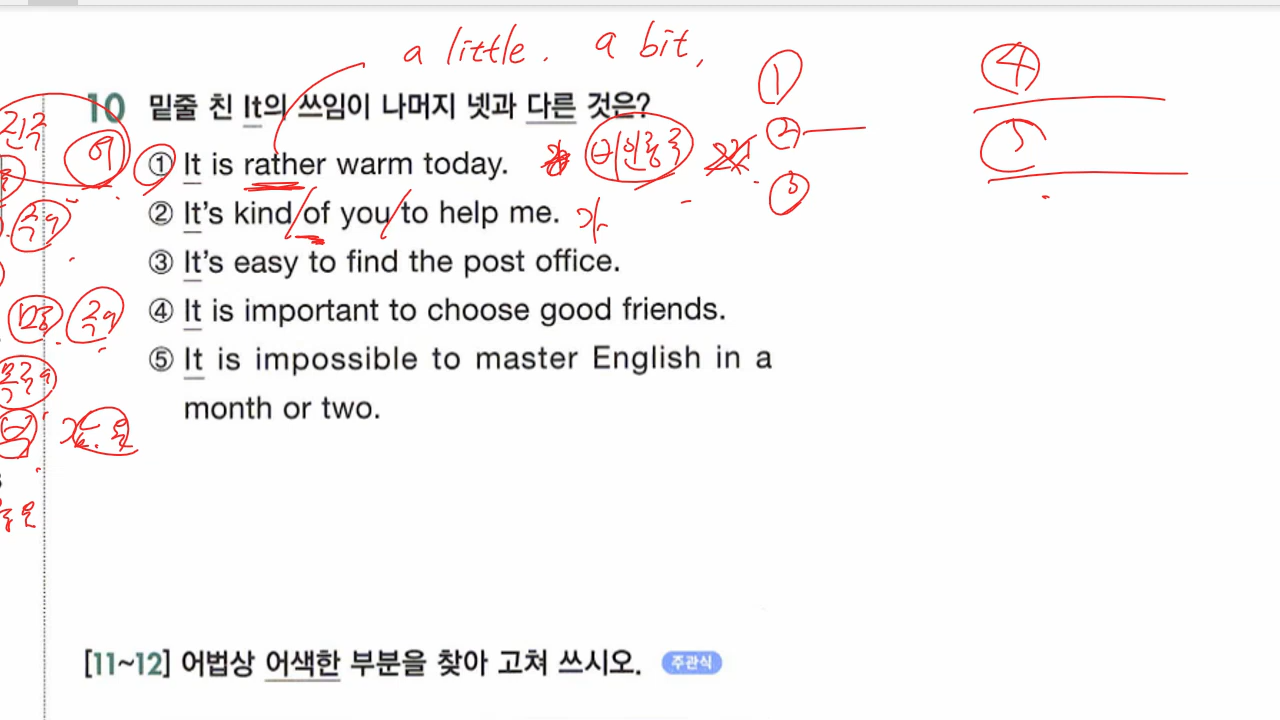 a little. a bit,
10 밑줄 친 It의 쓰임이 나머지 넷과 다른 것은?
① It is rather warm today. 비인칭 주
② It's kind of you to help me. 가
③ It's easy to find the post office.
④ It is important to choose good friends.
⑤ It is impossible to master English in a
month or two.
① ④
② ⑤
③
[11~12] 어법상 어색한 부분을 찾아 고쳐 쓰시오. 주관식